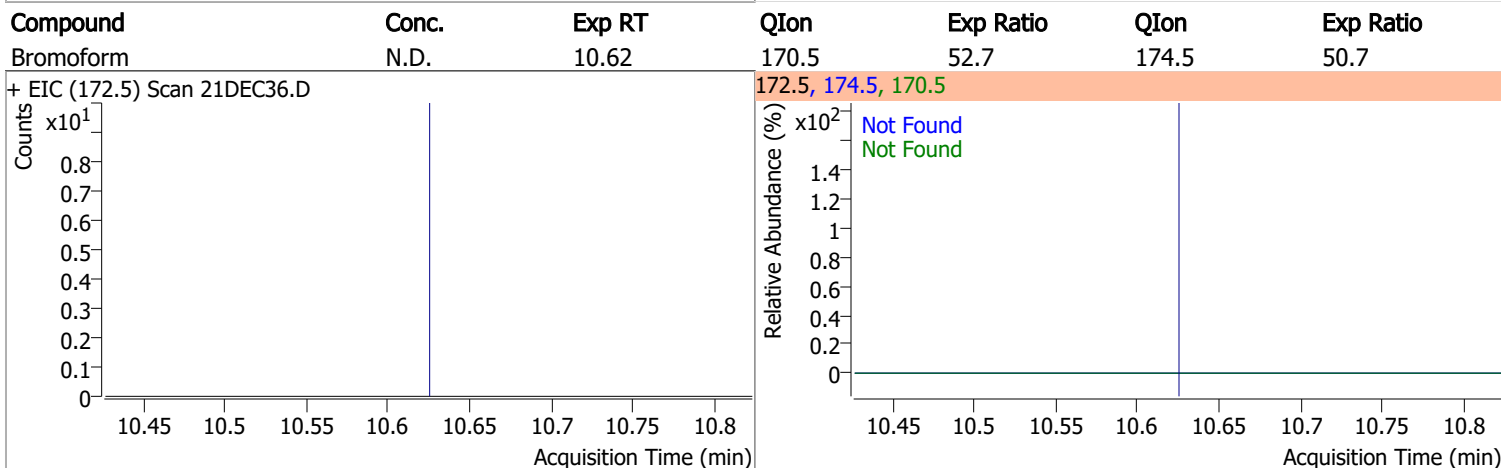 Compound Conc. Exp RT QIon Exp Ratio QIon Exp Ratio
Bromoform N.D. 10.62 170.5 52.7 174.5 50.7
+ EIC (172.5) Scan 21DEC36.D
Counts
x10¹
0.8
0.7
0.6
0.5
0.4
0.3
0.2
0.1
0
10.45 10.5 10.55 10.6 10.65 10.7 10.75 10.8
Acquisition Time (min)
172.5, 174.5, 170.5
Relative Abundance (%)
x10²
Not Found
Not Found
1.4
1.2
1
0.8
0.6
0.4
0.2
0
10.45 10.5 10.55 10.6 10.65 10.7 10.75 10.8
Acquisition Time (min)